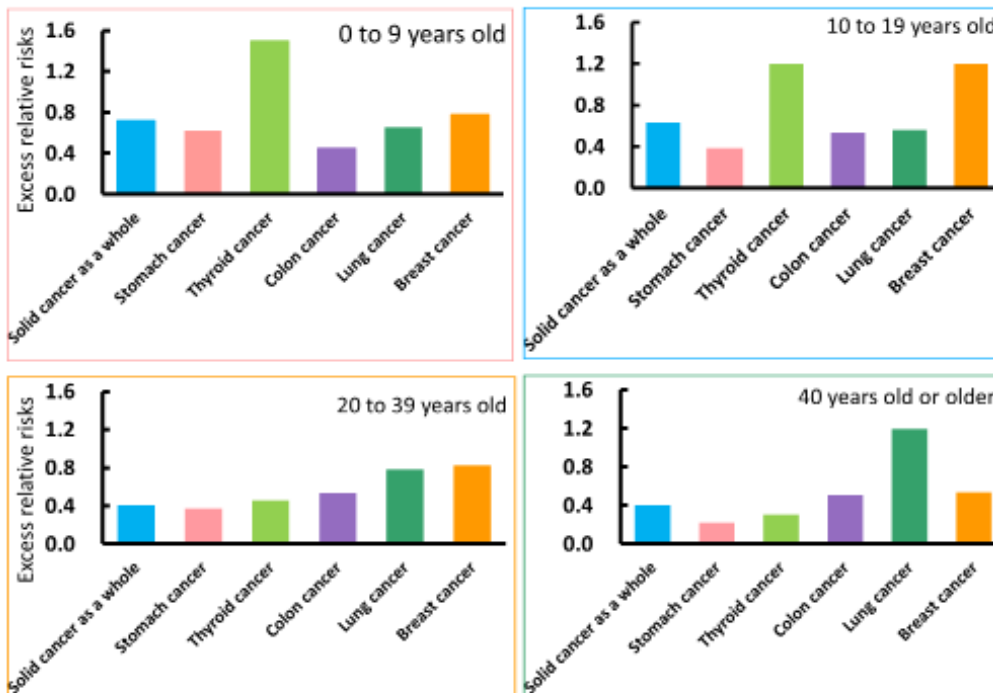 0 to 9 years old
Excess relative risks
1.6
1.2
0.8
0.4
0.0
Solid cancer as a whole
Stomach cancer
Thyroid cancer
Colon cancer
Lung cancer
Breast cancer
10 to 19 years old
1.6
1.2
0.8
0.4
0.0
Solid cancer as a whole
Stomach cancer
Thyroid cancer
Colon cancer
Lung cancer
Breast cancer
20 to 39 years old
Excess relative risks
1.6
1.2
0.8
0.4
0.0
Solid cancer as a whole
Stomach cancer
Thyroid cancer
Colon cancer
Lung cancer
Breast cancer
40 years old or older
1.6
1.2
0.8
0.4
0.0
Solid cancer as a whole
Stomach cancer
Thyroid cancer
Colon cancer
Lung cancer
Breast cancer